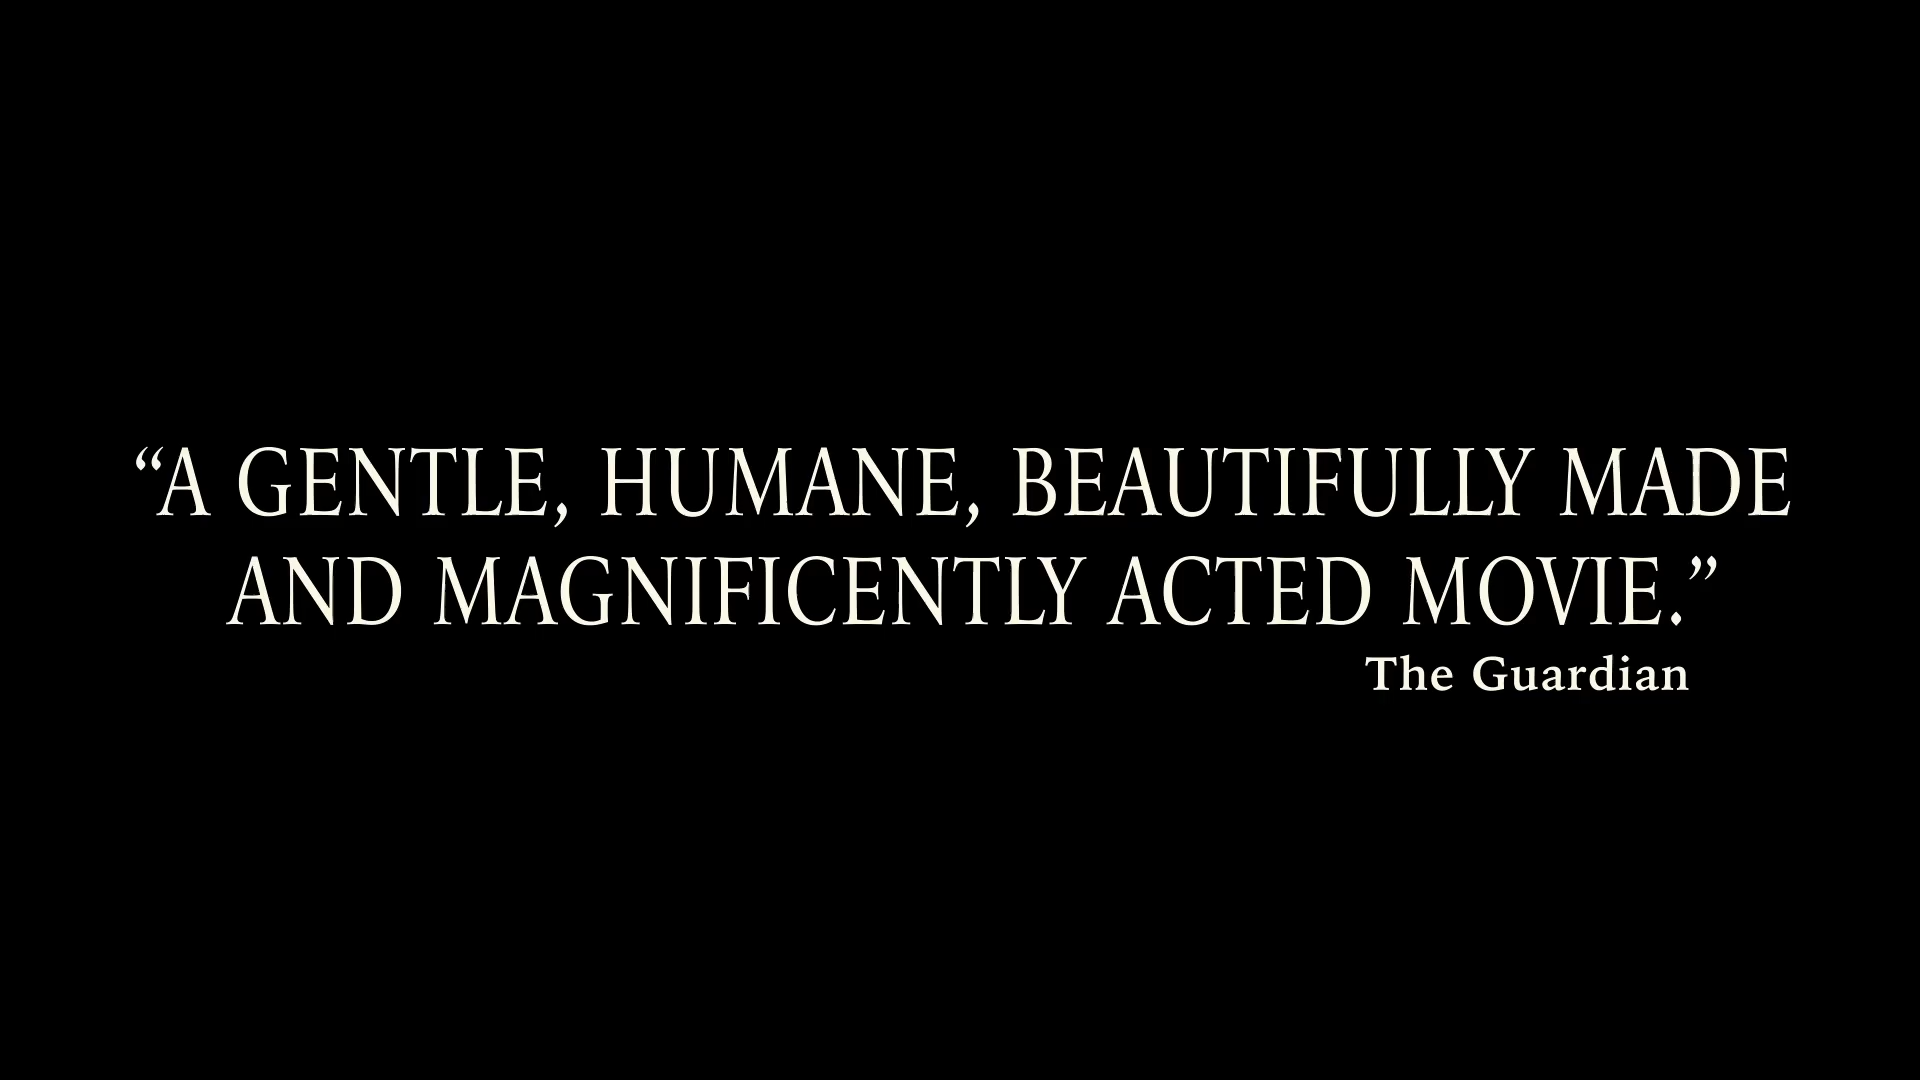 “A GENTLE, HUMANE, BEAUTIFULLY MADE
AND MAGNIFICENTLY ACTED MOVIE.”
The Guardian